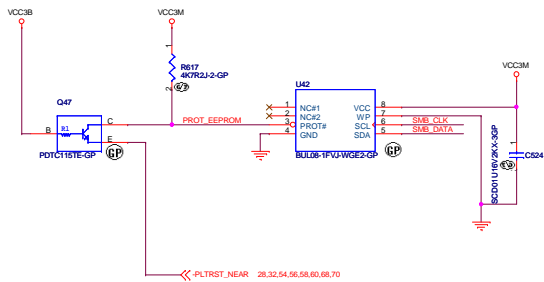 VCC3B
VCC3M
R617
4K7R2J-2-GP
1
2
Q47
B
R1
C
E
PDTC115TE-GP
GP
PROT_EEPROM
U42
1 NC#1
2 NC#2
3 PROT#
4 GND
VCC 8
WP 7
SCL 6
SDA 5
BUL08-1FVJ-WGE2-GP
GP
SMB_CLK
SMB_DATA
VCC3M
1
C524
SCD01U16V2KX-3GP
-PLTRST_NEAR 28,32,54,56,58,60,68,70